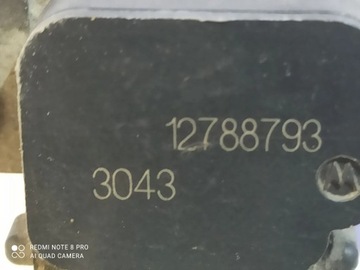 12788793
3043
REDMI NOTE 8 PRO
AI QUAD CAMERA